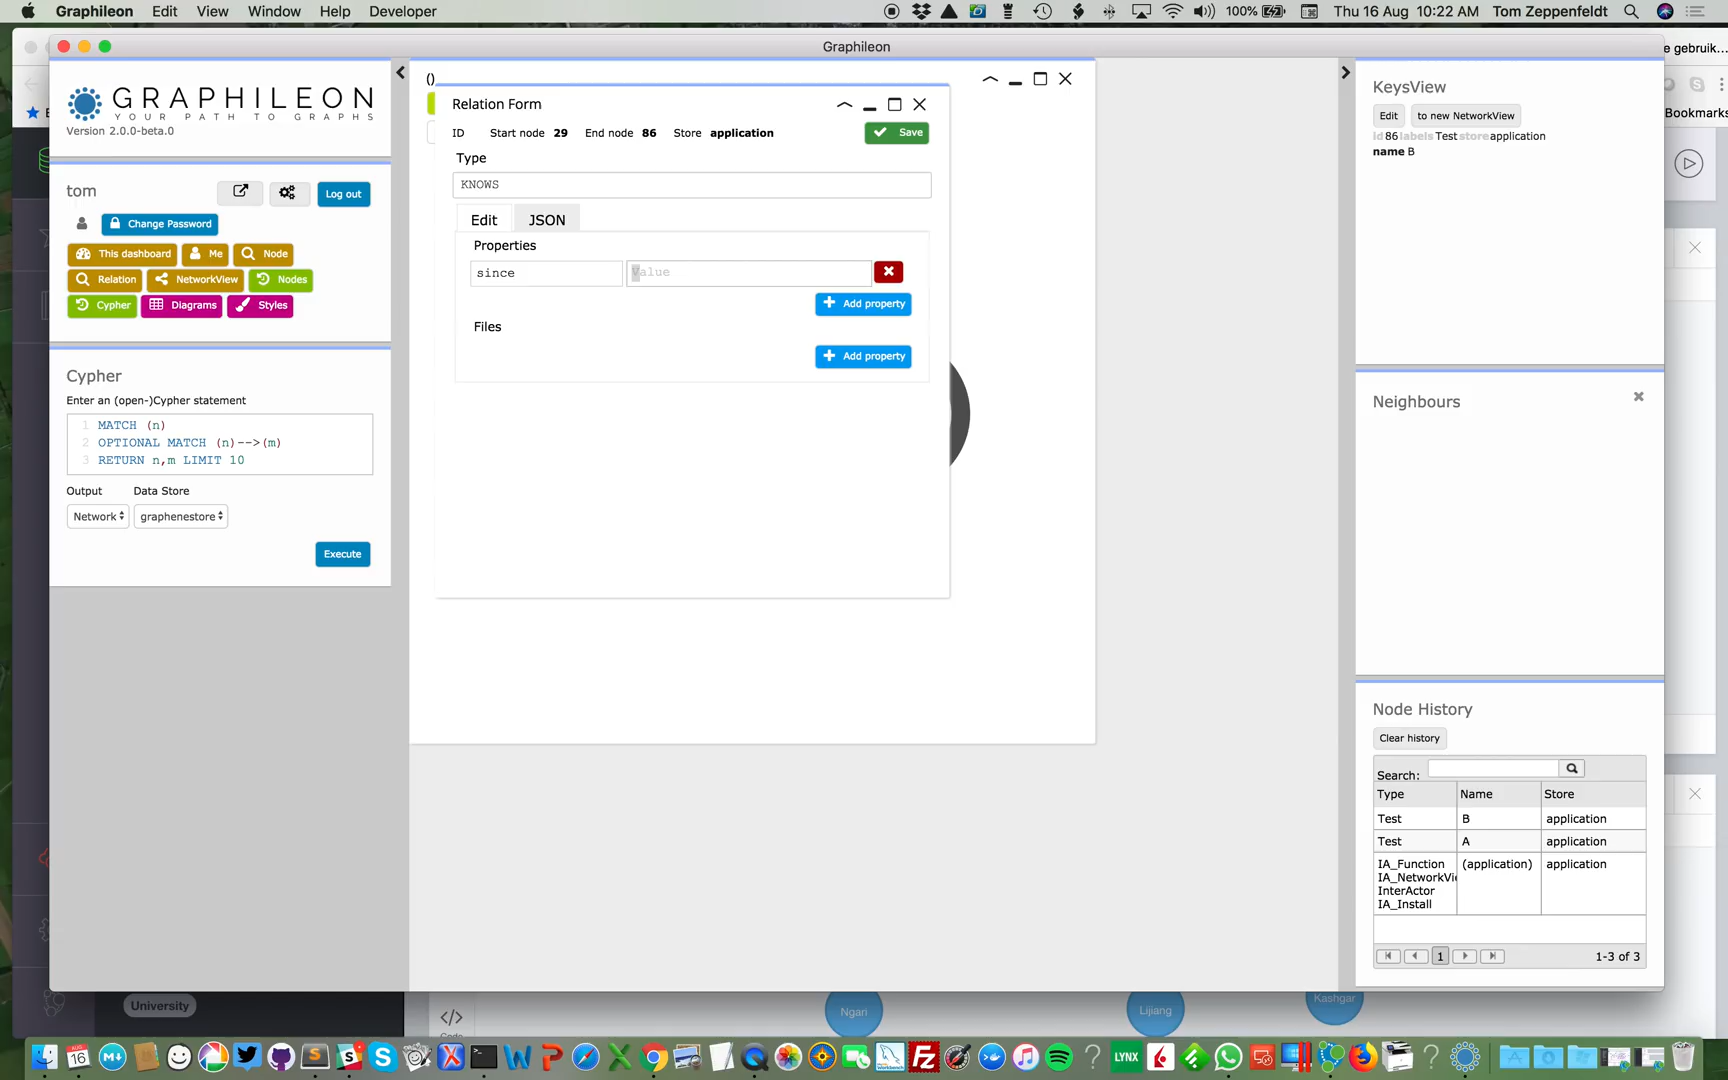 Graphileon Edit View Window Help Developer
100% Thu 16 Aug 10:22 AM Tom Zeppenfeldt
Graphileon
e gebruik...
Bookmarks
GRAPHILEON
YOUR PATH TO GRAPHS
Version 2.0.0-beta.0
tom
Log out
Change Password
This dashboard Me Node
Relation NetworkView Nodes
Cypher Diagrams Styles
Cypher
Enter an (open-)Cypher statement
1 MATCH (n)
2 OPTIONAL MATCH (n)-->(m)
3 RETURN n,m LIMIT 10
Output Data Store
Network graphenestore
Execute
()
Relation Form
ID Start node 29 End node 86 Store application Save
Type
KNOWS
Edit JSON
Properties
since Value
Add property
Files
Add property
KeysView
Edit to new NetworkView
id 86 labels Test store application
name B
Neighbours
Node History
Clear history
Search:
Type Name Store
Test B application
Test A application
IA_Function (application) application
IA_NetworkVie
InterActor
IA_Install
1 1-3 of 3
University
</>
Ngari Lijiang Kashgar
AUG
16
LYNX